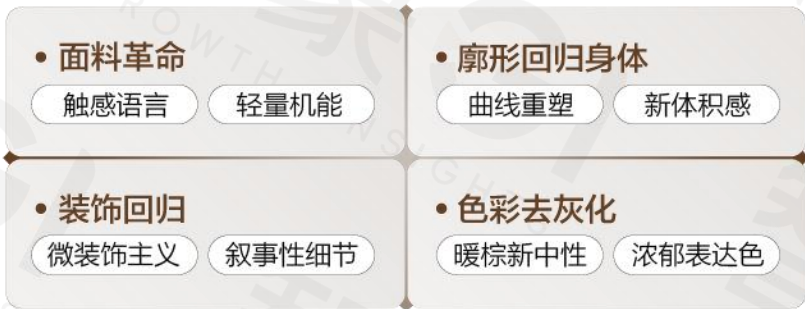 • 面料革命
触感语言 轻量机能
• 廓形回归身体
曲线重塑 新体积感
• 装饰回归
微装饰主义 叙事性细节
• 色彩去灰化
暖棕新中性 浓郁表达色